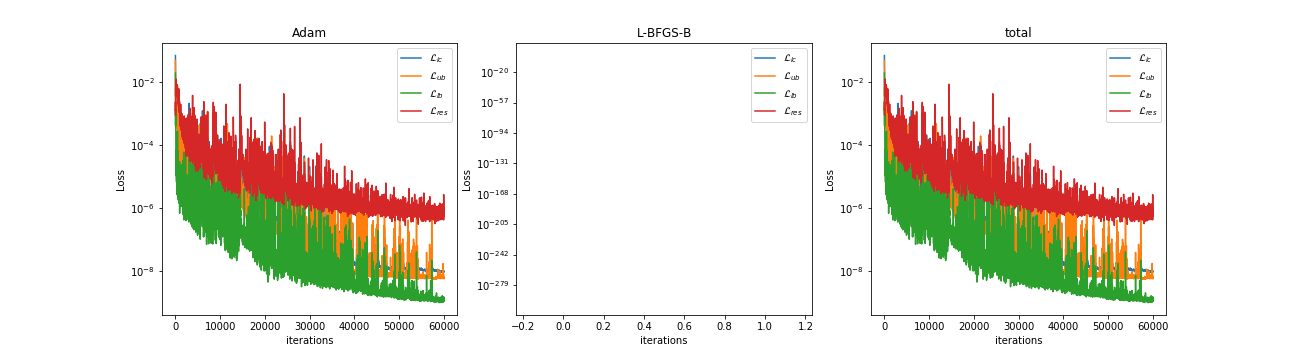 Adam
Loss
10⁻²
10⁻⁴
10⁻⁶
10⁻⁸
0 10000 20000 30000 40000 50000 60000
iterations
ℒ_ic
ℒ_ub
ℒ_lb
ℒ_res
L-BFGS-B
Loss
10⁻²⁰
10⁻⁵⁷
10⁻⁹⁴
10⁻¹³¹
10⁻¹⁶⁸
10⁻²⁰⁵
10⁻²⁴²
10⁻²⁷⁹
−0.2 0.0 0.2 0.4 0.6 0.8 1.0 1.2
iterations
ℒ_ic
ℒ_ub
ℒ_lb
ℒ_res
total
Loss
10⁻²
10⁻⁴
10⁻⁶
10⁻⁸
0 10000 20000 30000 40000 50000 60000
iterations
ℒ_ic
ℒ_ub
ℒ_lb
ℒ_res